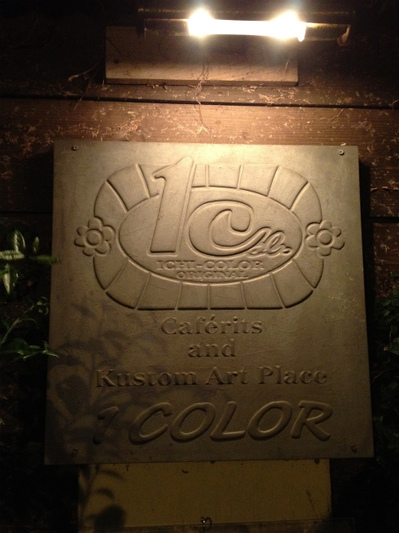 1c
ICHI-COLOR
ORIGINAL
Caférits
and
Kustom Art Place
1 COLOR